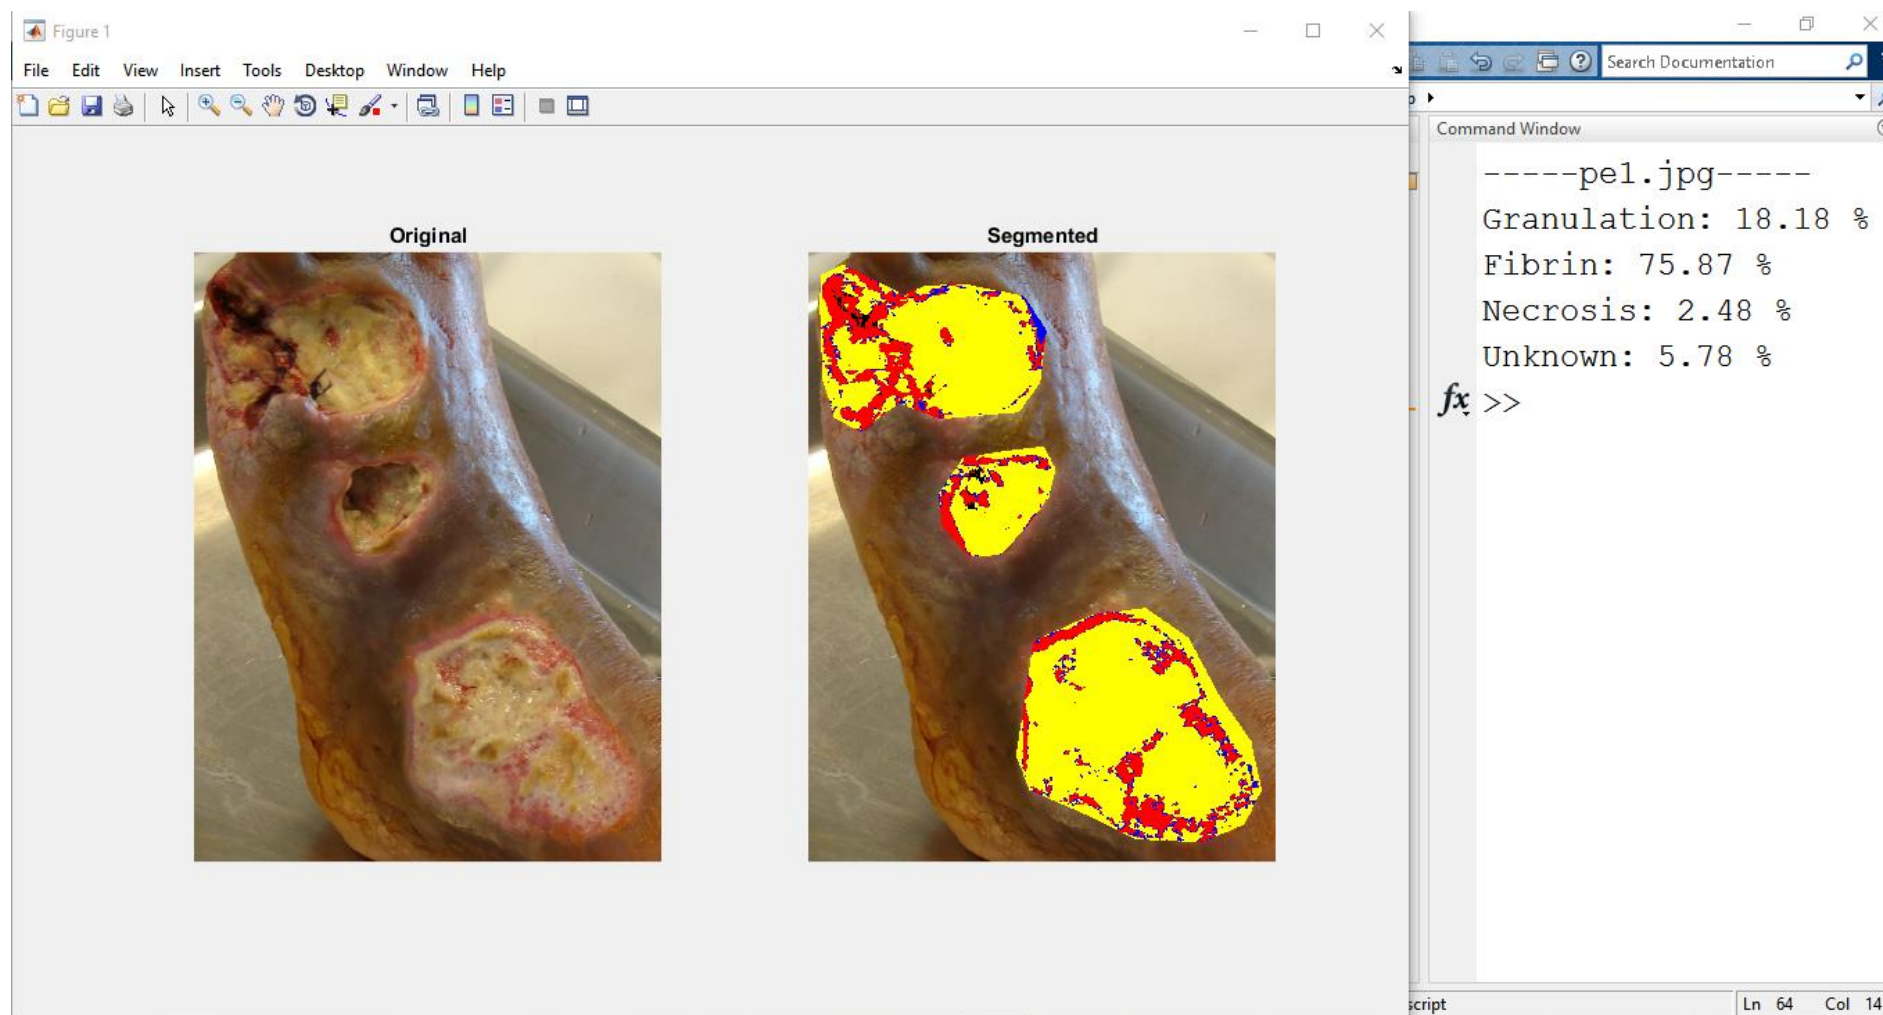 Figure 1
File Edit View Insert Tools Desktop Window Help
Original
Segmented
Search Documentation
Command Window
-----pe1.jpg-----
Granulation: 18.18 %
Fibrin: 75.87 %
Necrosis: 2.48 %
Unknown: 5.78 %
fx >>
script
Ln 64 Col 14